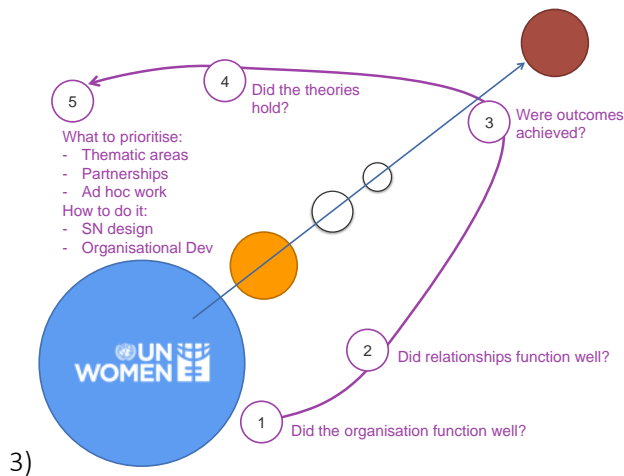 4
Did the theories
hold?
5
3
Were outcomes
achieved?
What to prioritise:
- Thematic areas
- Partnerships
- Ad hoc work
How to do it:
- SN design
- Organisational Dev
UN
WOMEN
2
Did relationships function well?
1
Did the organisation function well?
3)